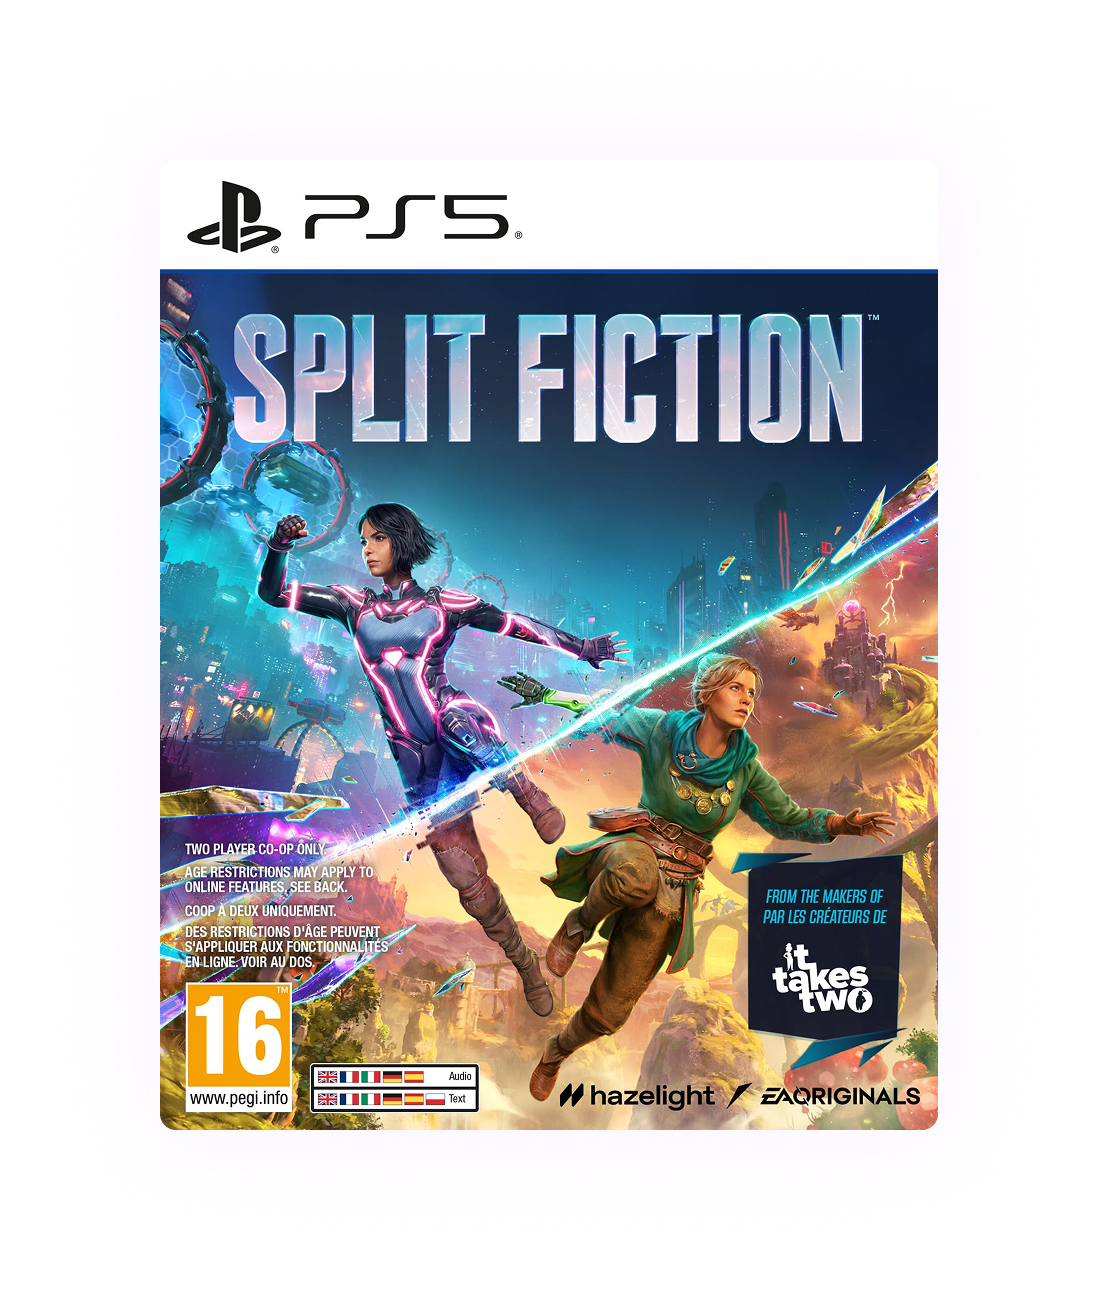 PS5®
SPLIT FICTION™
TWO PLAYER CO-OP ONLY.
AGE RESTRICTIONS MAY APPLY TO
ONLINE FEATURES. SEE BACK.
COOP À DEUX UNIQUEMENT.
DES RESTRICTIONS D'ÂGE PEUVENT
S'APPLIQUER AUX FONCTIONNALITÉS
EN LIGNE. VOIR AU DOS.
FROM THE MAKERS OF
PAR LES CRÉATEURS DE
it
takes
two
16™
www.pegi.info
Audio
Text
hazelight
EA ORIGINALS